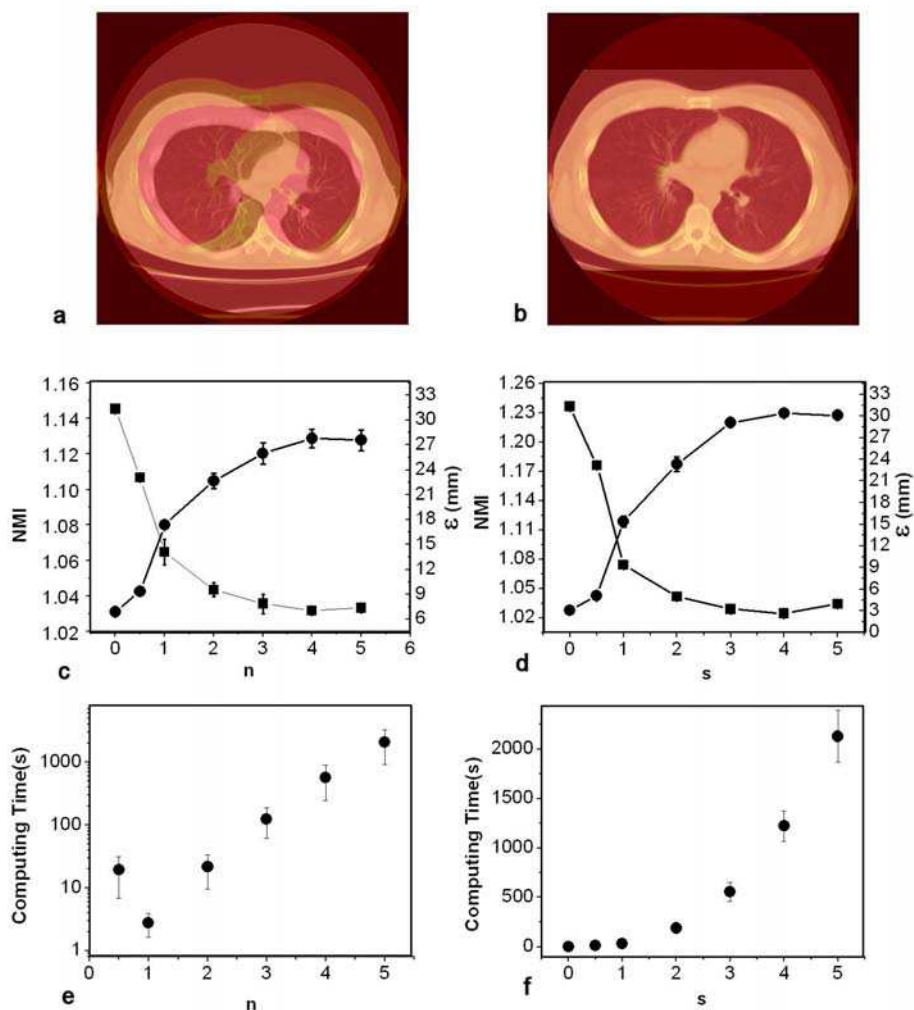 a
b
1.16
1.14
1.12
1.10
1.08
1.06
1.04
1.02
NMI
33
30
27
24
21
18
15
12
9
6
ε (mm)
0 1 2 3 4 5 6
n
c
1.26
1.23
1.20
1.17
1.14
1.11
1.08
1.05
1.02
NMI
33
30
27
24
21
18
15
12
9
6
3
0
ε (mm)
0 1 2 3 4 5
s
d
1000
100
10
1
Computing Time(s)
0 1 2 3 4 5
n
e
2000
1500
1000
500
0
Computing Time(s)
0 1 2 3 4 5
s
f